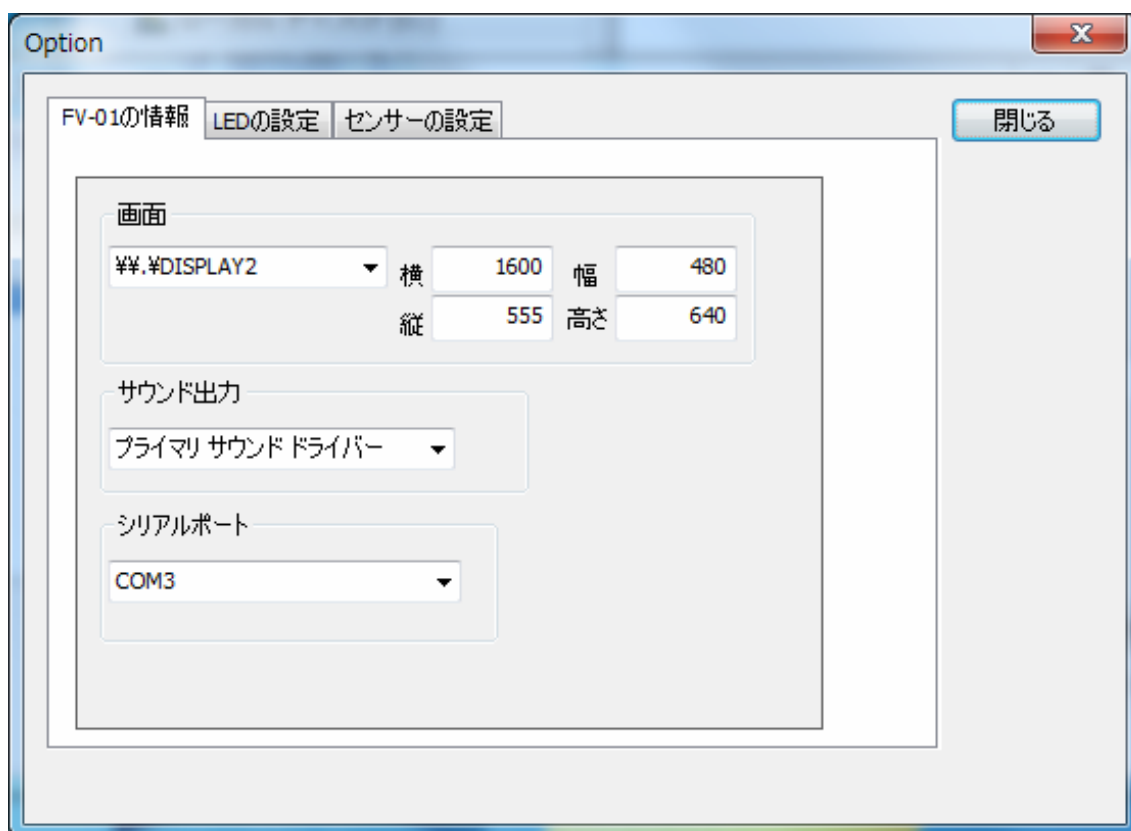 Option
FV-01の情報 LEDの設定 センサーの設定 閉じる
画面
¥¥.¥DISPLAY2 横 1600 幅 480
縦 555 高さ 640
サウンド出力
プライマリ サウンド ドライバー
シリアルポート
COM3